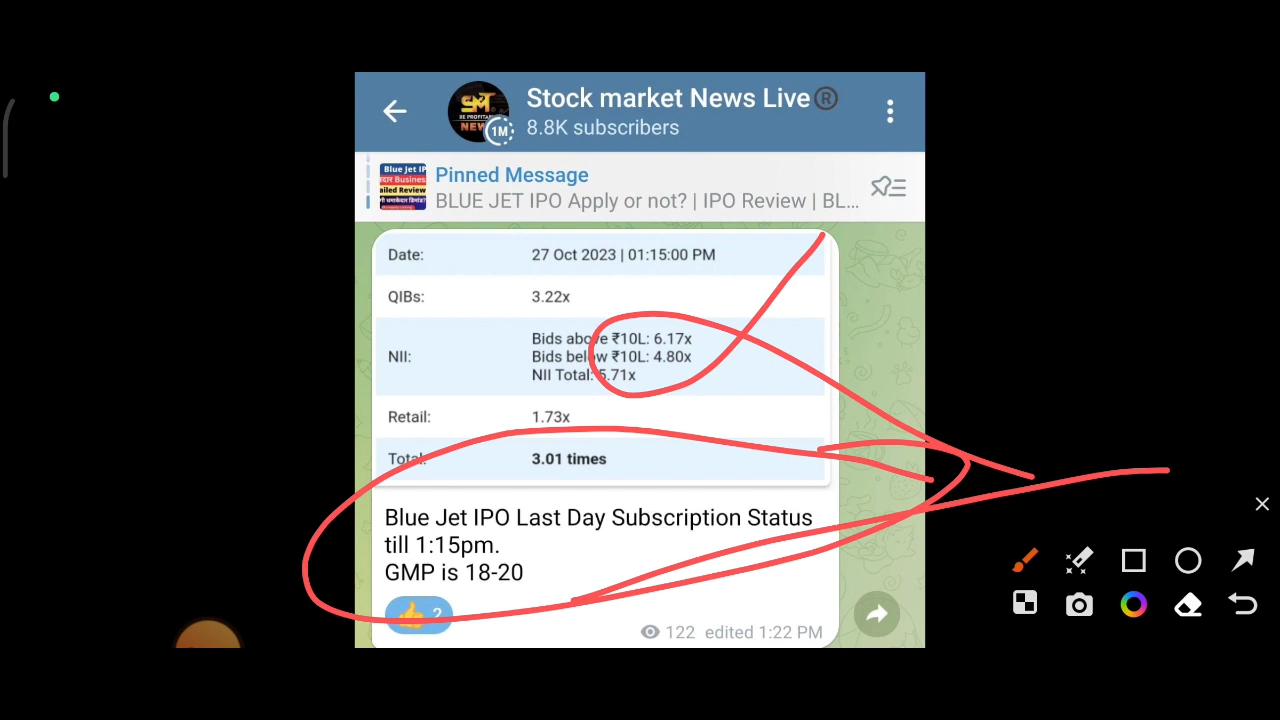 Stock market News Live®
8.8K subscribers
1M
Pinned Message
BLUE JET IPO Apply or not? | IPO Review | BL...
Date: 27 Oct 2023 | 01:15:00 PM
QIBs: 3.22x
NII: Bids above ₹10L: 6.17x
Bids below ₹10L: 4.80x
NII Total: 5.71x
Retail: 1.73x
Total: 3.01 times
Blue Jet IPO Last Day Subscription Status
till 1:15pm.
GMP is 18-20
👍 2
122 edited 1:22 PM